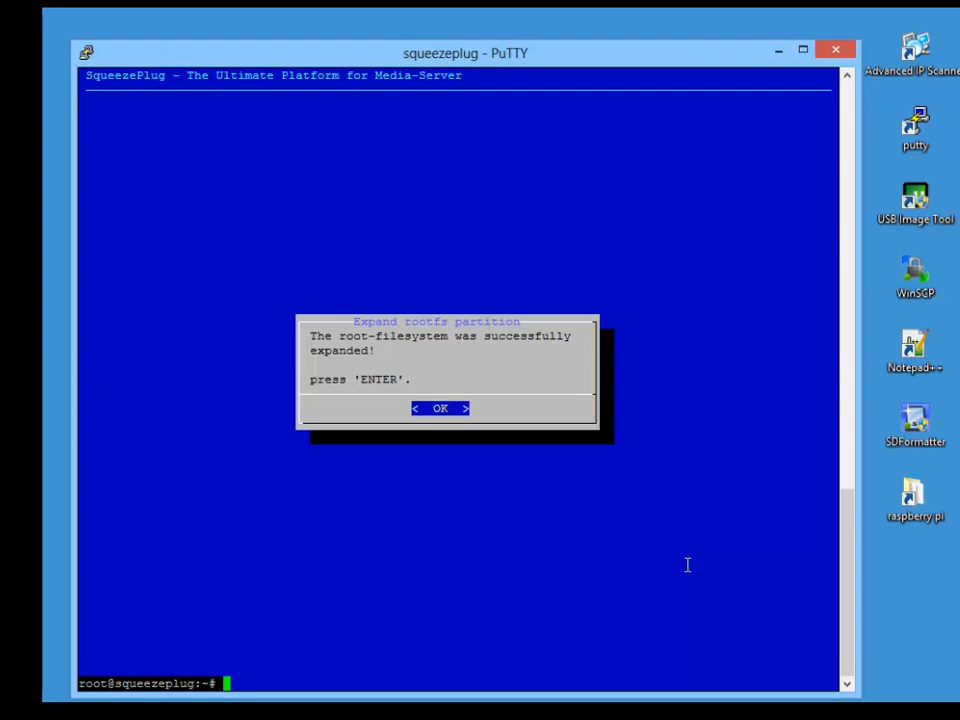 squeezeplug - PuTTY
SqueezePlug - The Ultimate Platform for Media-Server
Expand rootfs partition
The root-filesystem was successfully
expanded!
press 'ENTER'.
< OK >
root@squeezeplug:~#
Advanced IP Scanne
putty
USB Image Tool
WinSCP
Notepad++
SDFormatter
raspberry pi